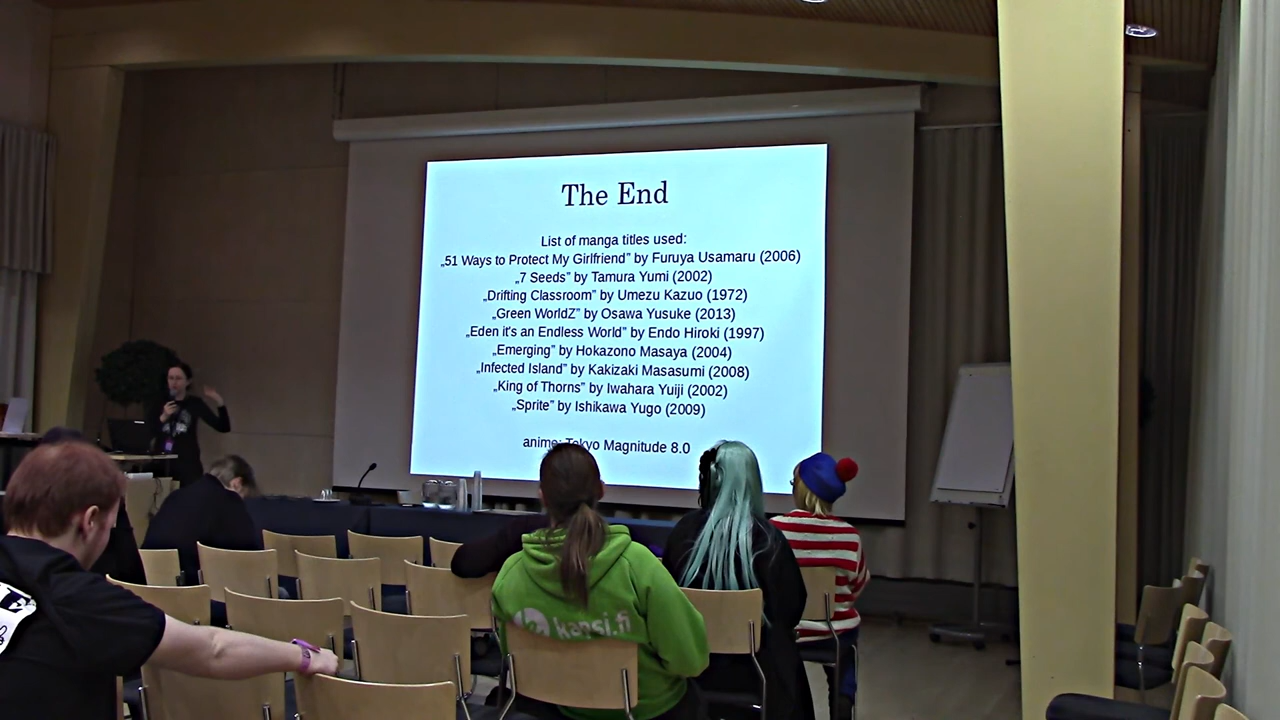 The End
List of manga titles used:
„51 Ways to Protect My Girlfriend” by Furuya Usamaru (2006)
„7 Seeds” by Tamura Yumi (2002)
„Drifting Classroom” by Umezu Kazuo (1972)
„Green WorldZ” by Osawa Yusuke (2013)
„Eden it's an Endless World” by Endo Hiroki (1997)
„Emerging” by Hokazono Masaya (2004)
„Infected Island” by Kakizaki Masasumi (2008)
„King of Thorns” by Iwahara Yuiji (2002)
„Sprite” by Ishikawa Yugo (2009)
anime: Tokyo Magnitude 8.0